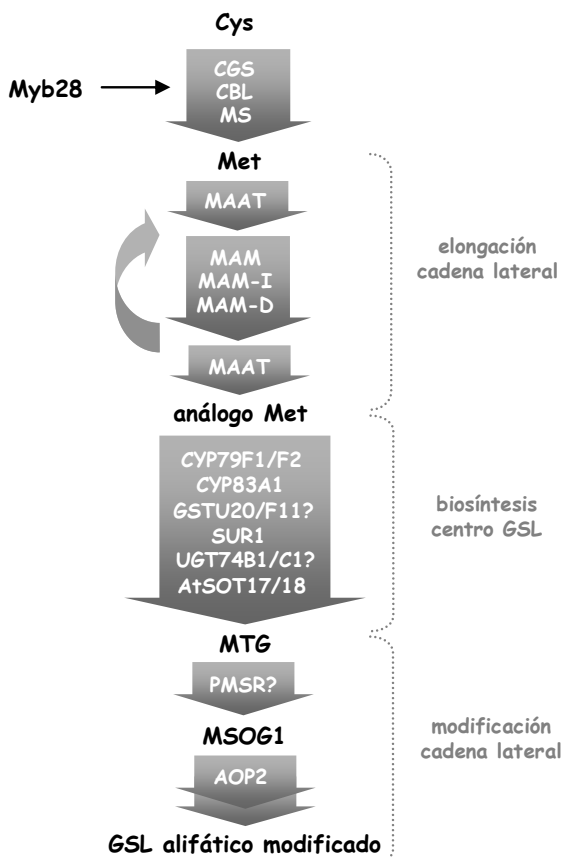 Cys
Myb28
CGS
CBL
MS
Met
MAAT
elongación
cadena lateral
MAM
MAM-I
MAM-D
MAAT
análogo Met
CYP79F1/F2
CYP83A1
GSTU20/F11?
SUR1
UGT74B1/C1?
AtSOT17/18
biosíntesis
centro GSL
MTG
PMSR?
MSOG1
modificación
cadena lateral
AOP2
GSL alifático modificado